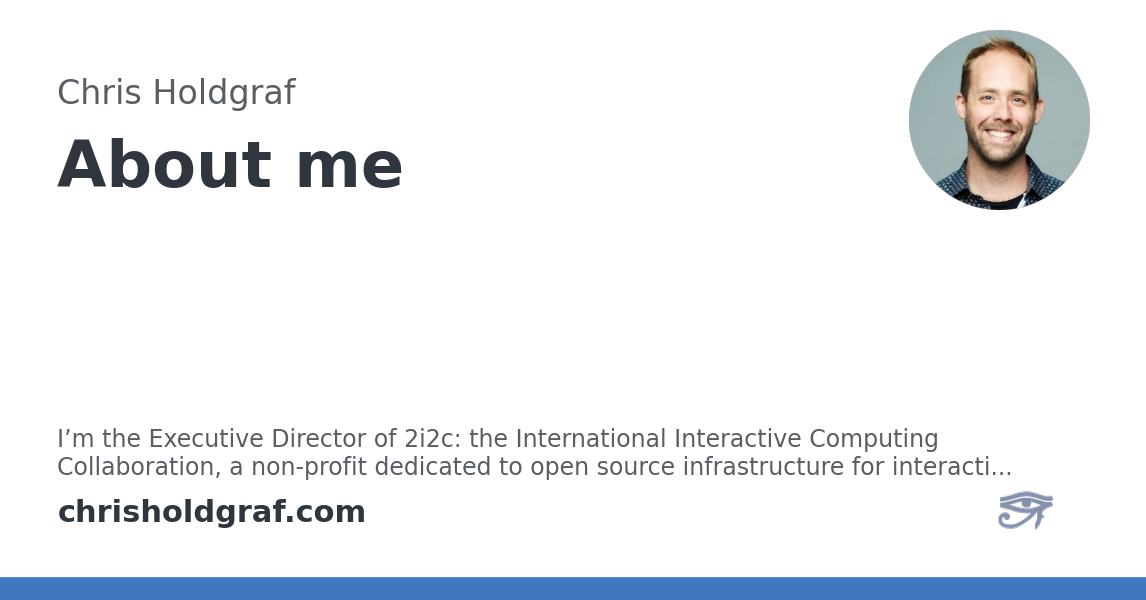 Chris Holdgraf
About me
I’m the Executive Director of 2i2c: the International Interactive Computing
Collaboration, a non-profit dedicated to open source infrastructure for interacti...
chrisholdgraf.com